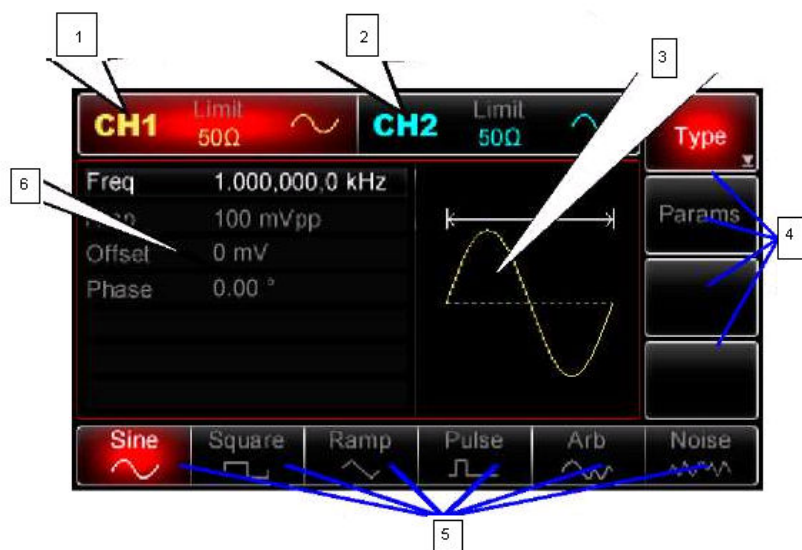 1
2
3
CH1
Limit
50Ω
CH2
Limit
50Ω
Type
6
Freq 1.000,000,0 kHz
100 mVpp
Params
4
Offset 0 mV
Phase 0.00 °
Sine Square Ramp Pulse Arb Noise
5